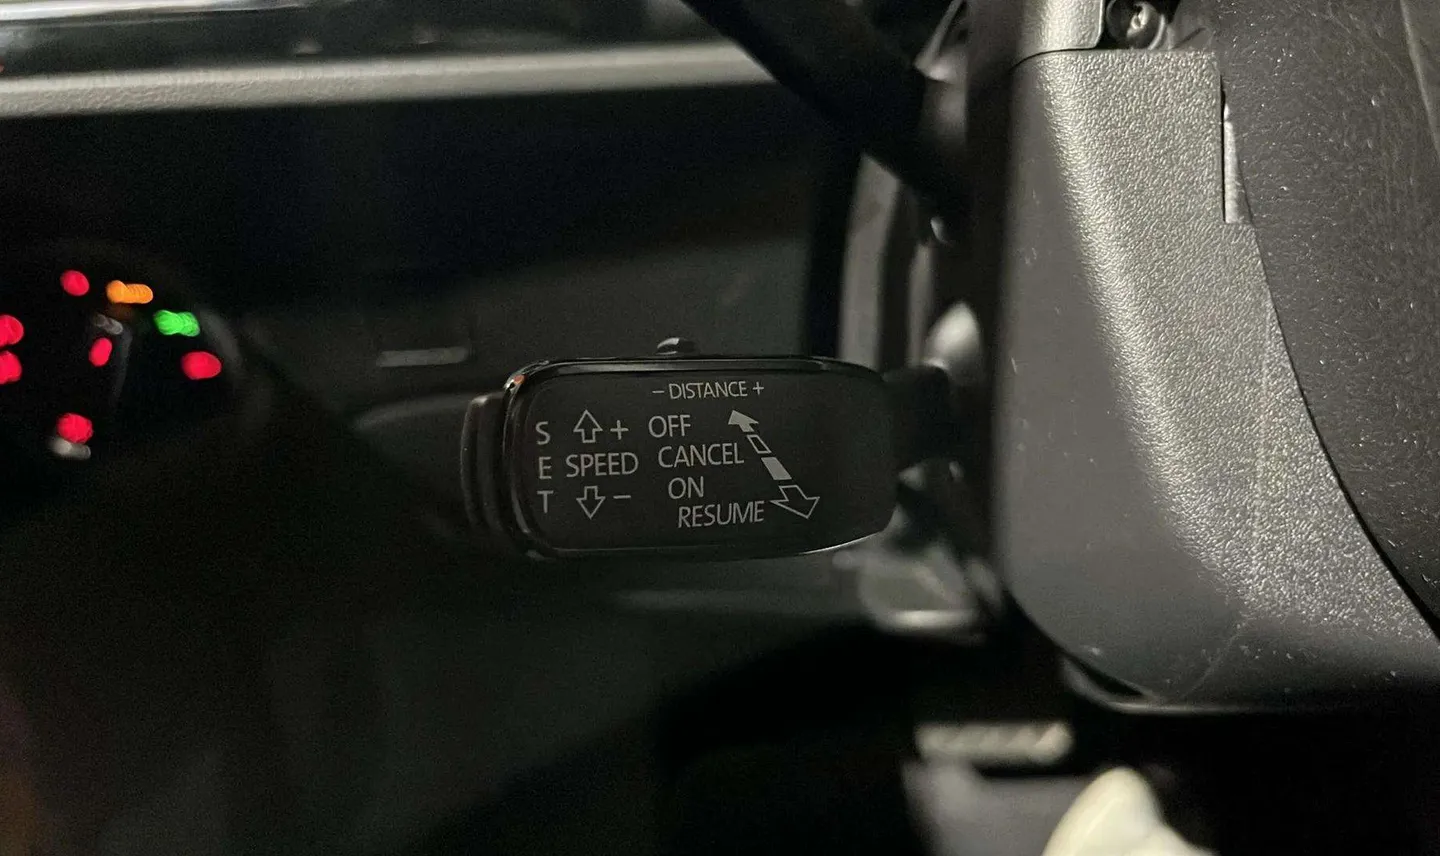 − DISTANCE +
S
E
T
+
SPEED
−
OFF
CANCEL
ON
RESUME